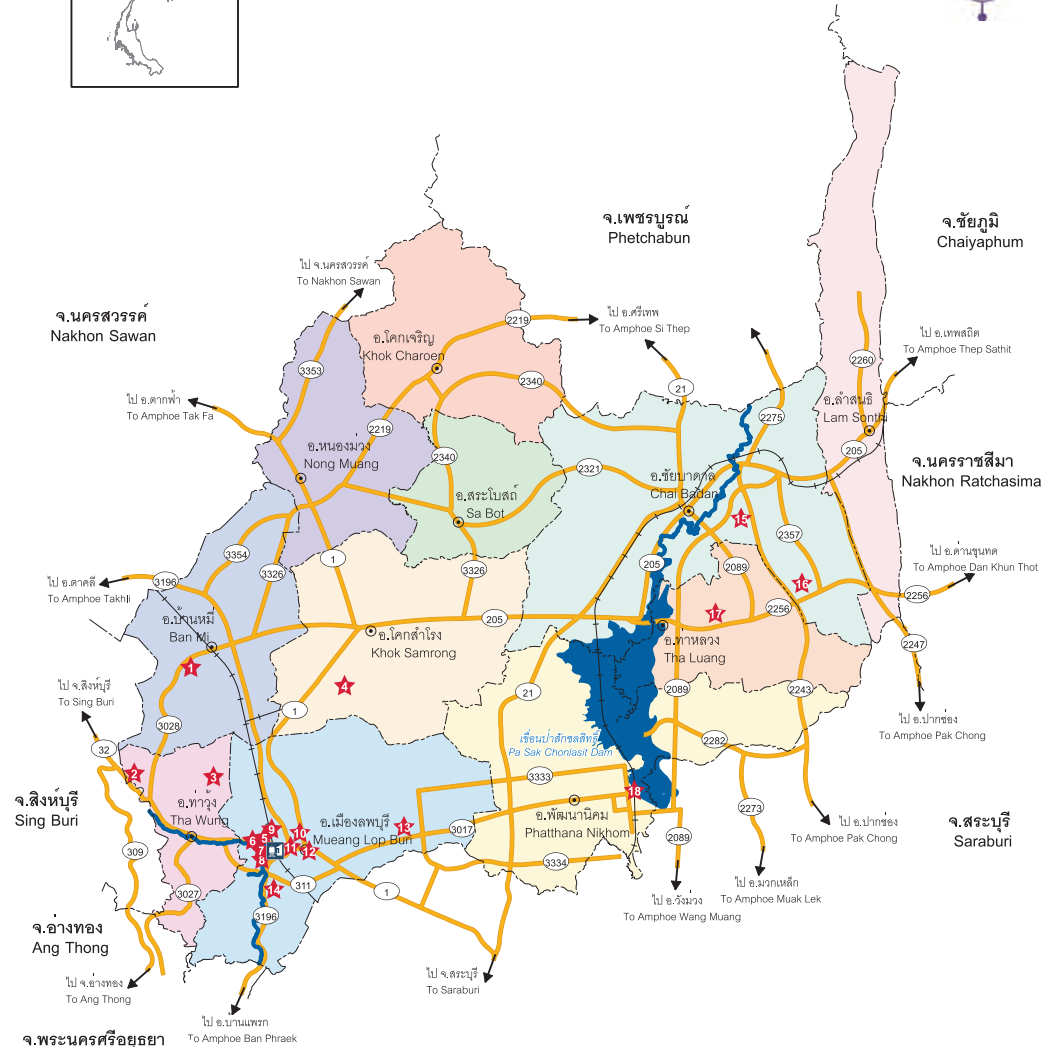 จ.เพชรบูรณ์
Phetchabun
จ.ชัยภูมิ
Chaiyaphum
ไป จ.นครสวรรค์
To Nakhon Sawan
จ.นครสวรรค์
Nakhon Sawan
2219
ไป อ.ศรีเทพ
To Amphoe Si Thep
อ.โคกเจริญ
Khok Charoen
ไป อ.เทพสถิต
To Amphoe Thep Sathit
3353
2260
2340
21
ไป อ.ตากฟ้า
To Amphoe Tak Fa
อ.ลำสนธิ
Lam Sonthi
2275
2219
อ.หนองม่วง
Nong Muang
2340
205
2321
อ.ชัยบาดาล
Chai Badan
จ.นครราชสีมา
Nakhon Ratchasima
อ.สระโบสถ์
Sa Bot
15
2357
3354
1
3326
3326
205
2089
ไป อ.ด่านขุนทด
To Amphoe Dan Khun Thot
ไป อ.ตาคลี
To Amphoe Takhli
3196
16
2256
อ.บ้านหมี่
Ban Mi
205
17
2256
อ.โคกสำโรง
Khok Samrong
อ.ท่าหลวง
Tha Luang
2247
1
4
21
2089
2243
ไป จ.สิงห์บุรี
To Sing Buri
1
3028
ไป อ.ปากช่อง
To Amphoe Pak Chong
32
เขื่อนป่าสักชลสิทธิ์
Pa Sak Chonlasit Dam
2282
2
3
3333
18
จ.สิงห์บุรี
Sing Buri
อ.ท่าวุ้ง
Tha Wung
อ.พัฒนานิคม
Phatthana Nikhom
2273
9
10
อ.เมืองลพบุรี
Mueang Lop Buri
13
3017
6
5
7
8
11
12
309
2089
ไป อ.ปากช่อง
To Amphoe Pak Chong
จ.สระบุรี
Saraburi
3334
3027
14
311
1
ไป อ.มวกเหล็ก
To Amphoe Muak Lek
3196
ไป อ.วังม่วง
To Amphoe Wang Muang
จ.อ่างทอง
Ang Thong
ไป จ.อ่างทอง
To Ang Thong
ไป จ.สระบุรี
To Saraburi
ไป อ.บ้านแพรก
To Amphoe Ban Phraek
จ.พระนครศรีอยุธยา